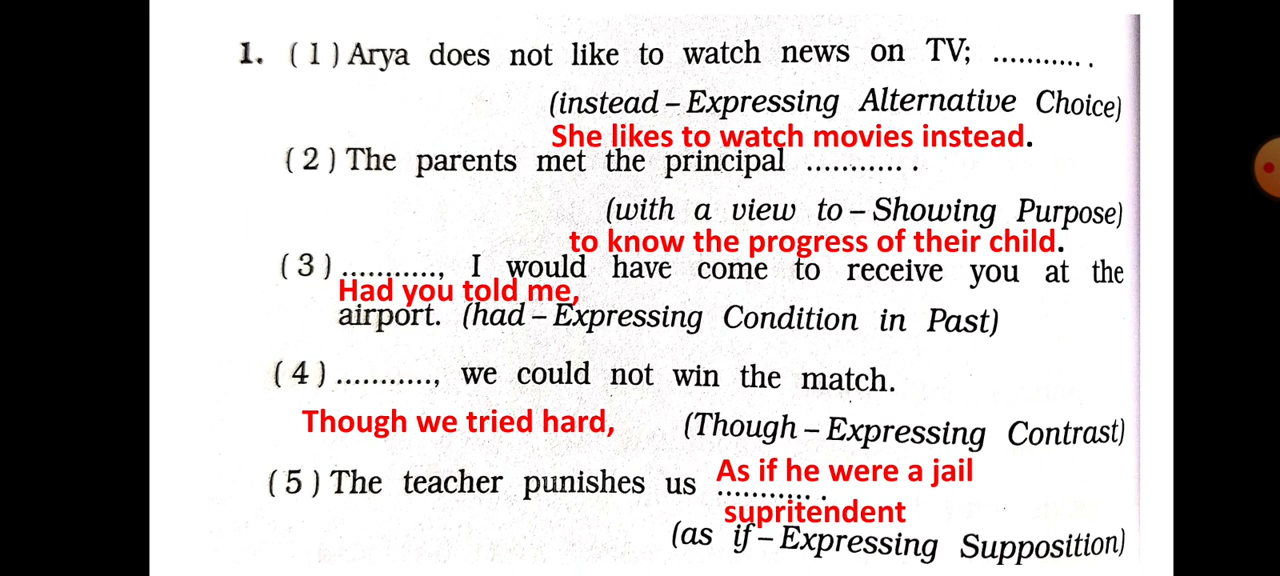 1. ( 1 ) Arya does not like to watch news on TV; ........... .
(instead – Expressing Alternative Choice)
She likes to watch movies instead.
( 2 ) The parents met the principal ........... .
(with a view to – Showing Purpose)
to know the progress of their child.
( 3 ) ..........., I would have come to receive you at the
Had you told me,
airport. (had – Expressing Condition in Past)
( 4 ) ..........., we could not win the match.
Though we tried hard, (Though – Expressing Contrast)
( 5 ) The teacher punishes us ........... .
As if he were a jail
supritendent
(as if – Expressing Supposition)